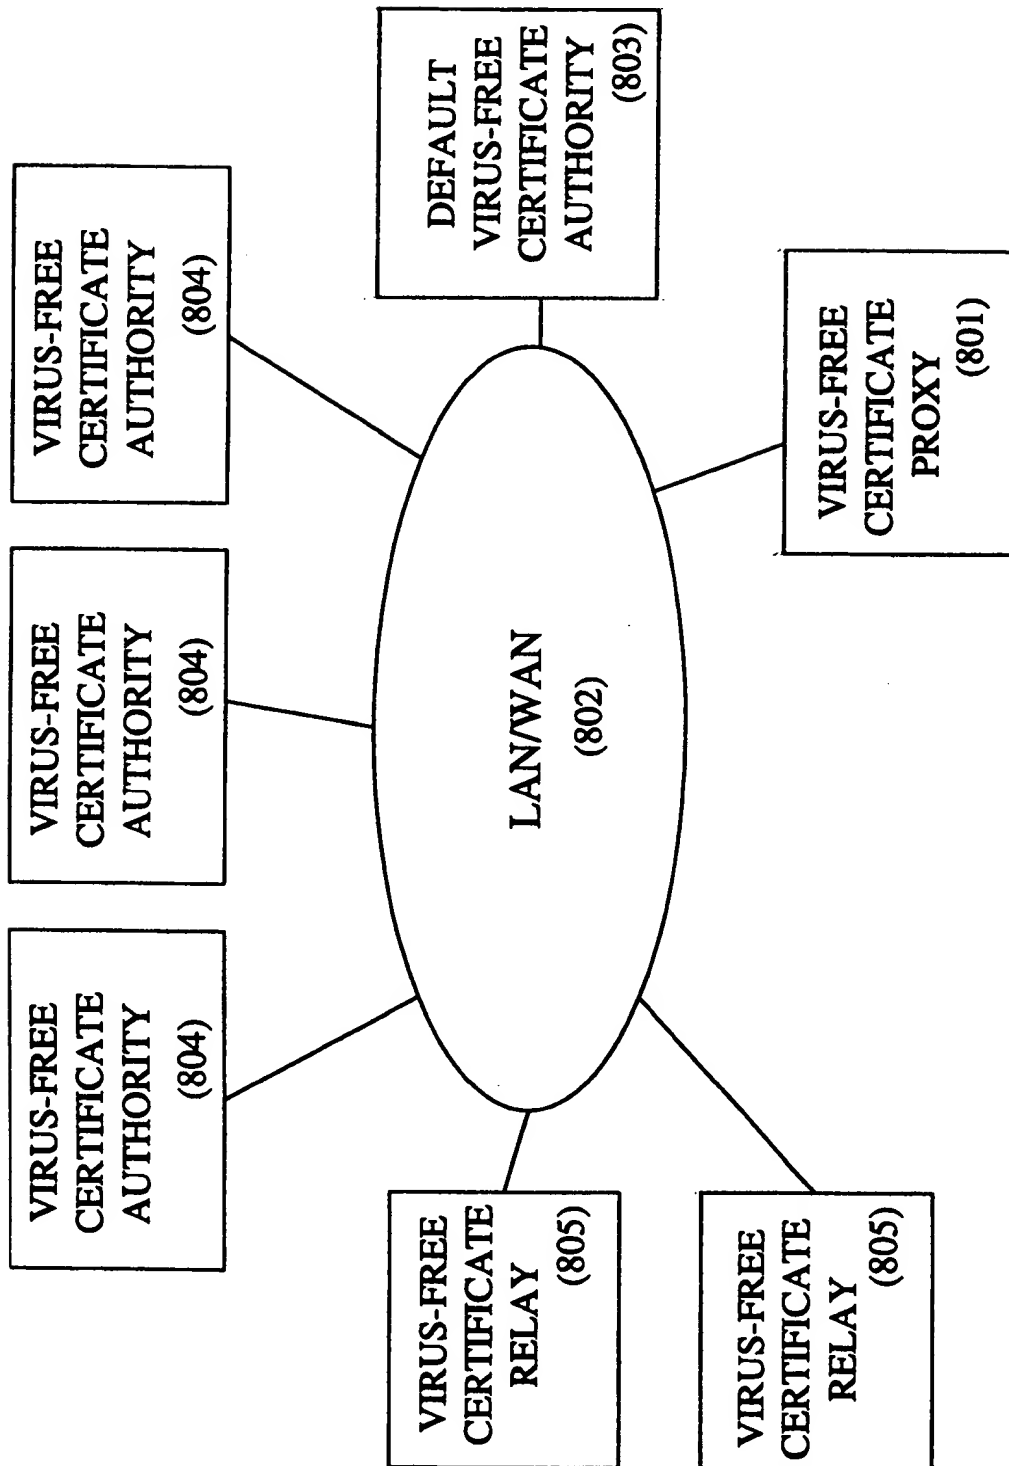 VIRUS-FREE
CERTIFICATE
AUTHORITY
(804)
VIRUS-FREE
CERTIFICATE
AUTHORITY
(804)
VIRUS-FREE
CERTIFICATE
AUTHORITY
(804)
VIRUS-FREE
CERTIFICATE
RELAY
(805)
LAN/WAN
(802)
DEFAULT
VIRUS-FREE
CERTIFICATE
AUTHORITY
(803)
VIRUS-FREE
CERTIFICATE
RELAY
(805)
VIRUS-FREE
CERTIFICATE
PROXY
(801)